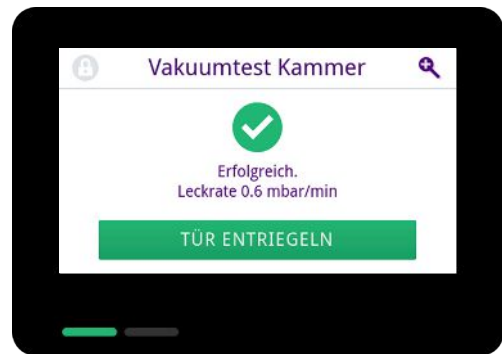 Vakuumtest Kammer
Erfolgreich.
Leckrate 0.6 mbar/min
TÜR ENTRIEGELN